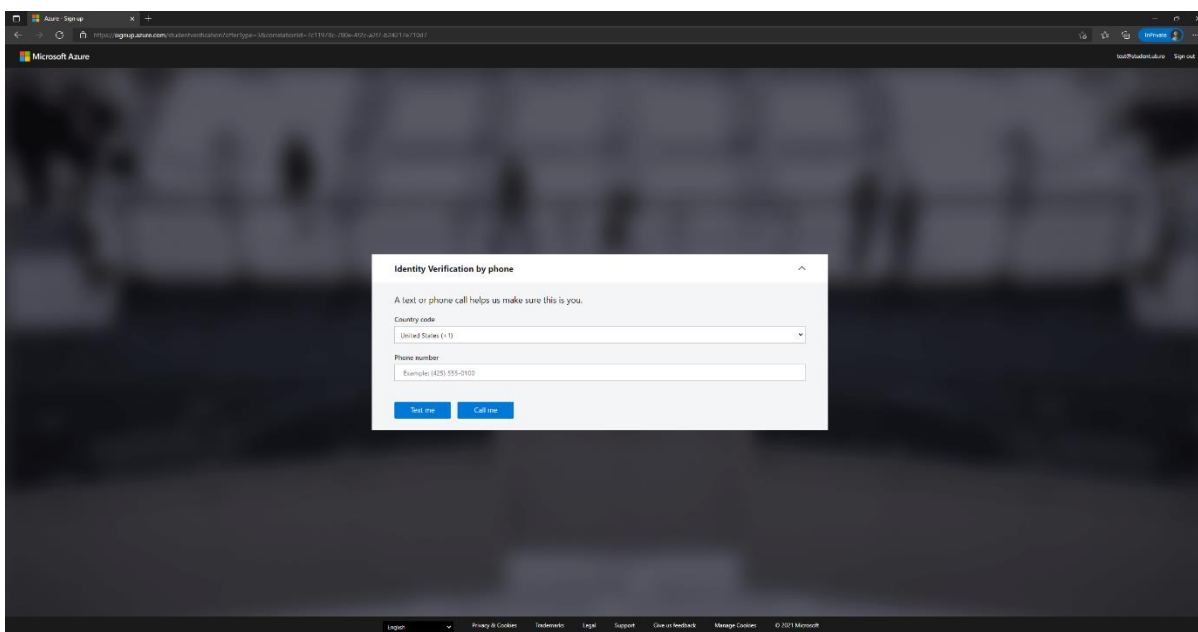 Azure - Sign up
InPrivate
Microsoft Azure
Sign out
Identity Verification by phone
A text or phone call helps us make sure this is you.
Country code
United States (+1)
Phone number
Example: (425) 555-0100
Text me Call me
English Privacy & Cookies Trademarks Legal Support Give us feedback Manage Cookies © 2021 Microsoft